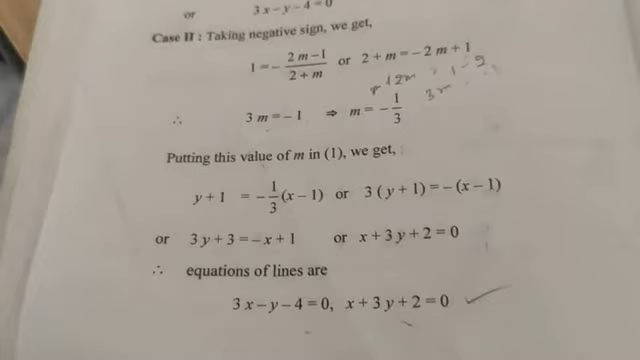 or 3x−y−4=0
Case II : Taking negative sign, we get,
1 = − (2m−1)/(2+m) or 2+m = −2m+1
∴ 3m = −1 ⇒ m = −1/3
Putting this value of m in (1), we get,
y+1 = −1/3(x−1) or 3(y+1) = −(x−1)
or 3y+3 = −x+1 or x+3y+2 = 0
∴ equations of lines are
3x−y−4=0, x+3y+2=0